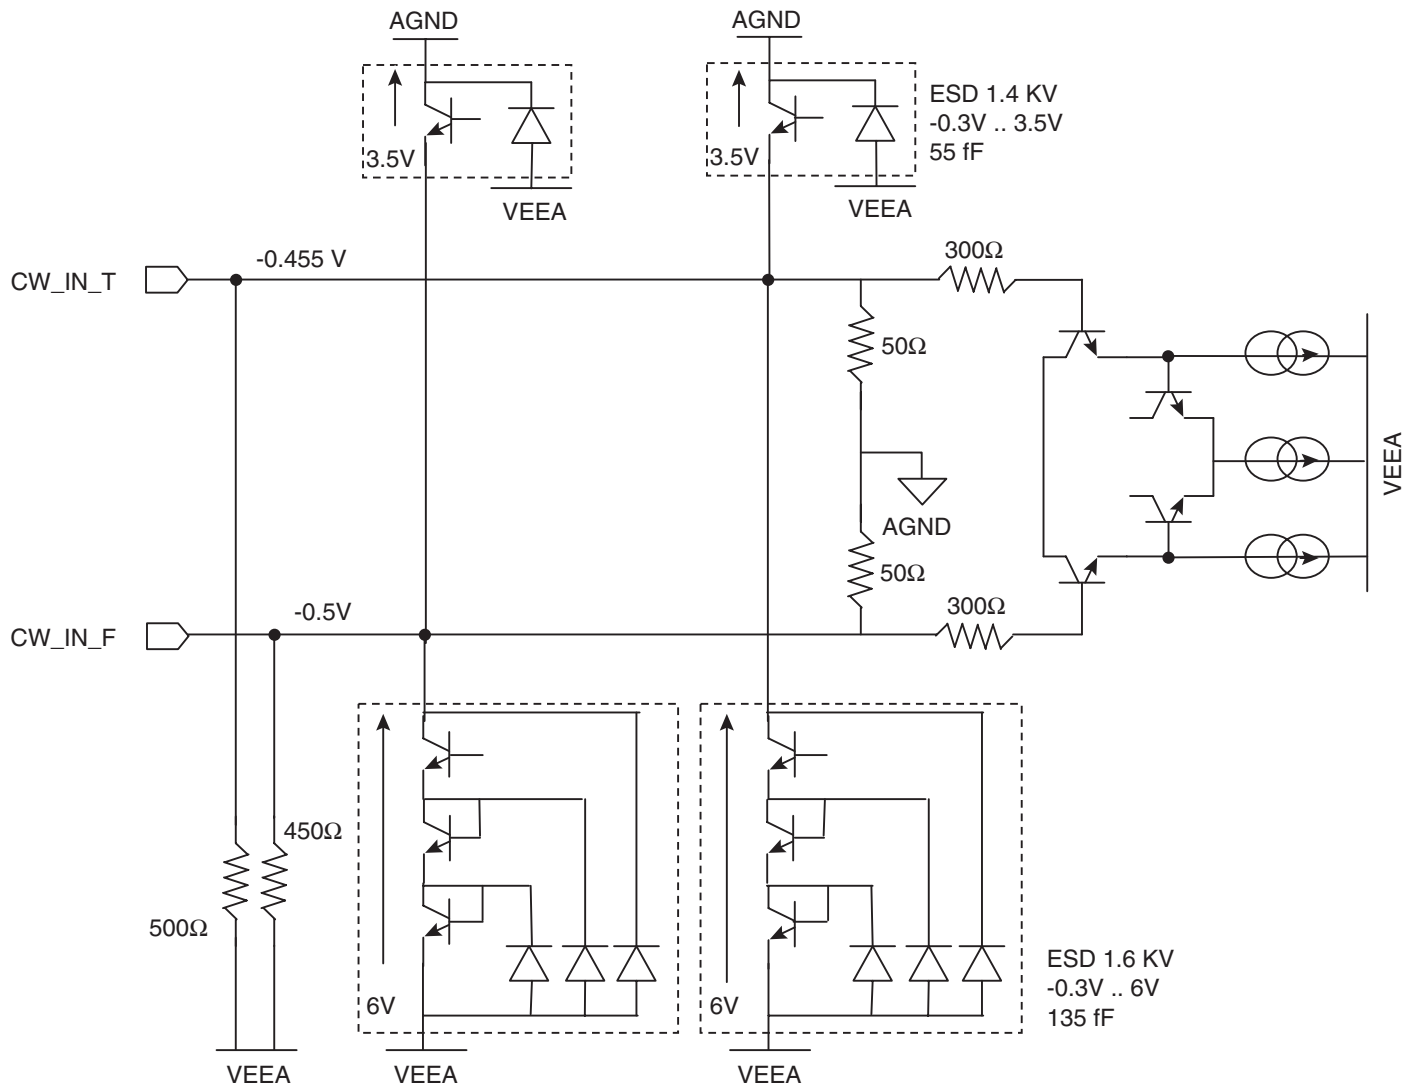 AGND
AGND
3.5V
3.5V
ESD 1.4 KV
-0.3V .. 3.5V
55 fF
VEEA
VEEA
CW_IN_T
-0.455 V
300Ω
50Ω
AGND
VEEA
50Ω
CW_IN_F
-0.5V
300Ω
450Ω
500Ω
6V
6V
ESD 1.6 KV
-0.3V .. 6V
135 fF
VEEA
VEEA
VEEA